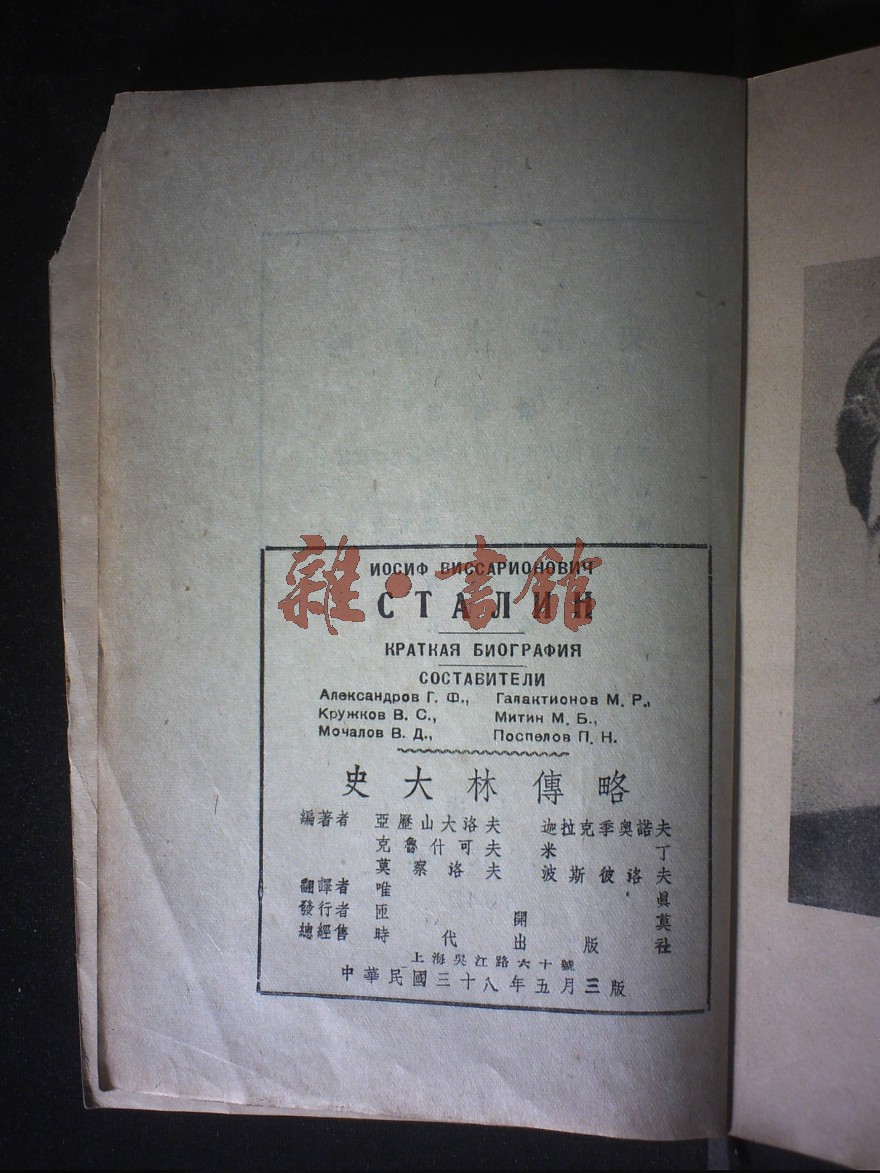 雜·書館
ИОСИФ ВИССАРИОНОВИЧ
СТАЛИН
КРАТКАЯ БИОГРАФИЯ
СОСТАВИТЕЛИ
Александров Г. Ф., Галактионов М. Р.,
Кружков В. С., Митин М. Б.,
Мочалов В. Д., Поспелов П. Н.
史大林傳略
編著者 亞歷山大洛夫 迦拉克季奧諾夫
克魯什可夫 米丁
莫察洛夫 波斯彼洛夫
翻譯者 唯眞
發行者 匝開莫
總經售 時代出版社
上海吳江路六十號
中華民國三十八年五月三版